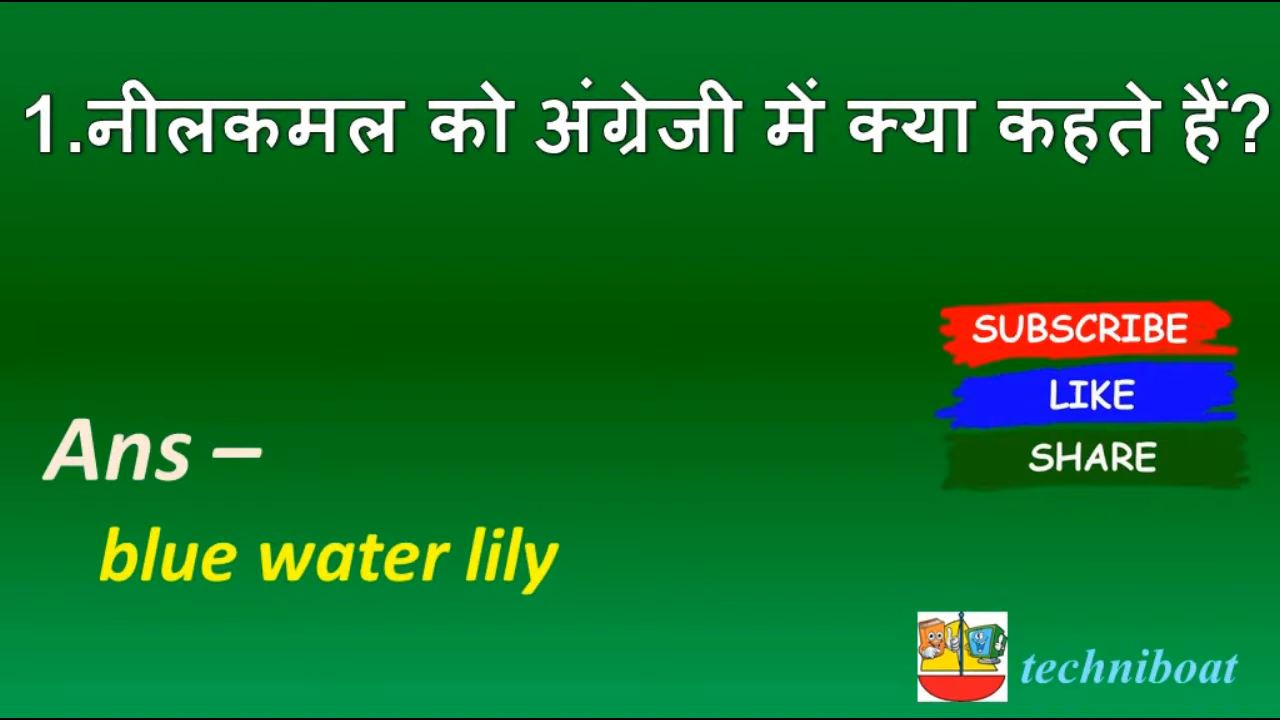 1.नीलकमल को अंग्रेजी में क्या कहते हैं?
SUBSCRIBE
LIKE
SHARE
Ans –
blue water lily
techniboat